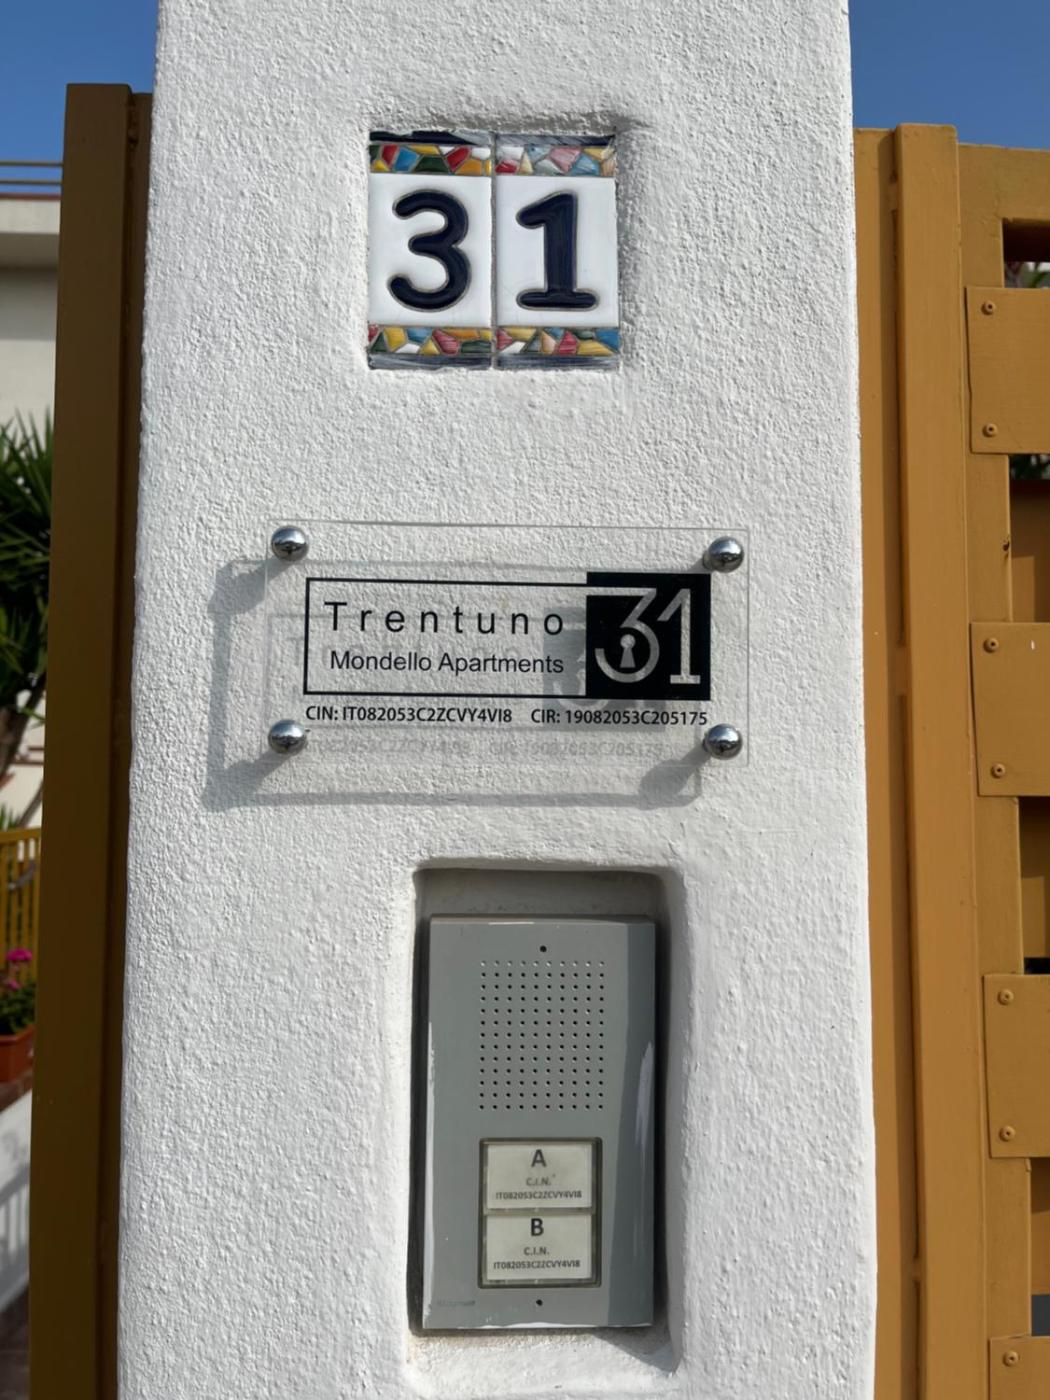 31
Trentuno
31
Mondello Apartments
CIN: IT082053C2ZCVY4VI8 CIR: 19082053C205175
A
C.I.N.
IT082053C2ZCVY4VI8
B
C.I.N.
IT082053C2ZCVY4VI8